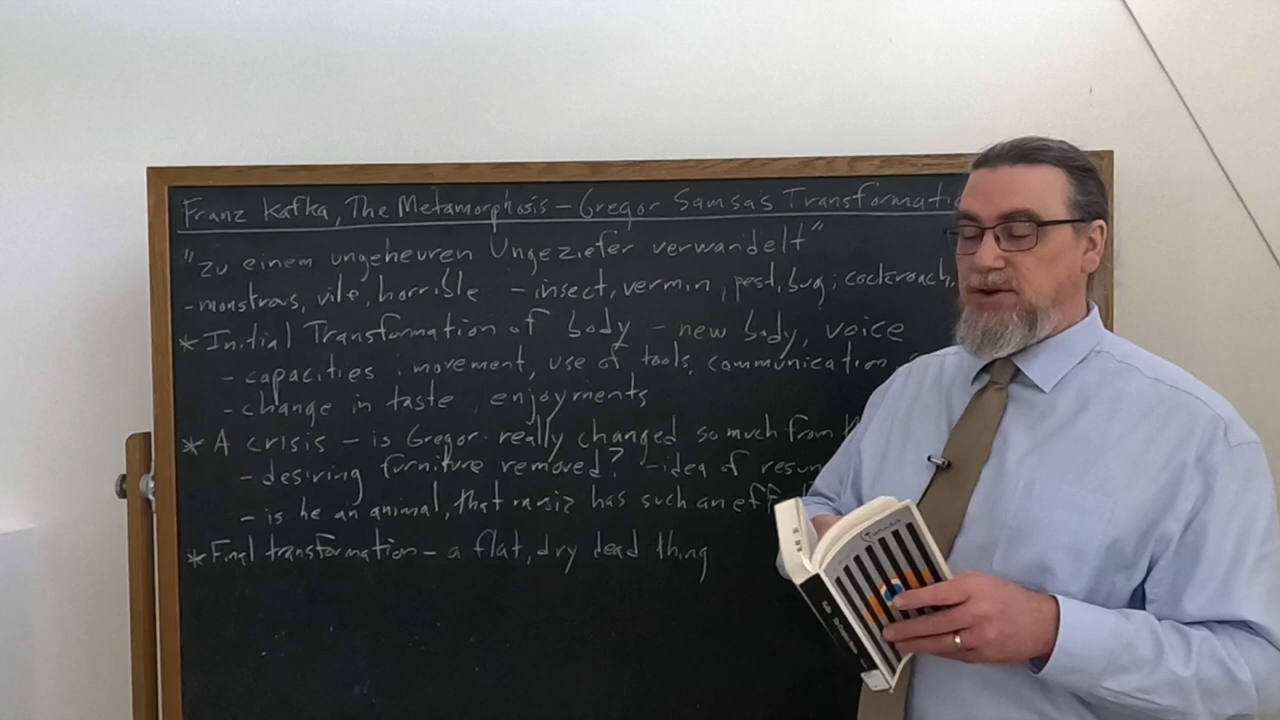 Franz Kafka, The Metamorphosis – Gregor Samsa's Transformatio
"zu einem ungeheuren Ungeziefer verwandelt"
- monstrous, vile, horrible - insect, vermin, pest, bug; cockroach,
* Initial Transformation of body - new body, voice
- capacities: movement, use of tools, communication
- change in taste, enjoyments
* A crisis - is Gregor really changed so much from
- desiring furniture removed? - idea of resum
- is he an animal, that music has such an eff
* Final transformation - a flat, dry dead thing
Kafka